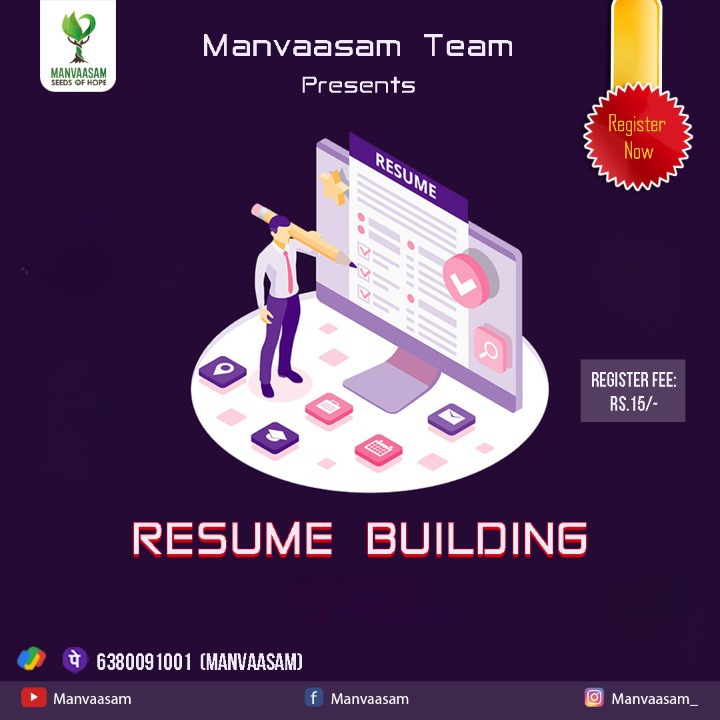 MANVAASAM
SEEDS OF HOPE
Manvaasam Team
Presents
Register
Now
RESUME
REGISTER FEE:
RS.15/-
RESUME BUILDING
पे 6380091001 (MANVAASAM)
Manvaasam
f Manvaasam
Manvaasam_